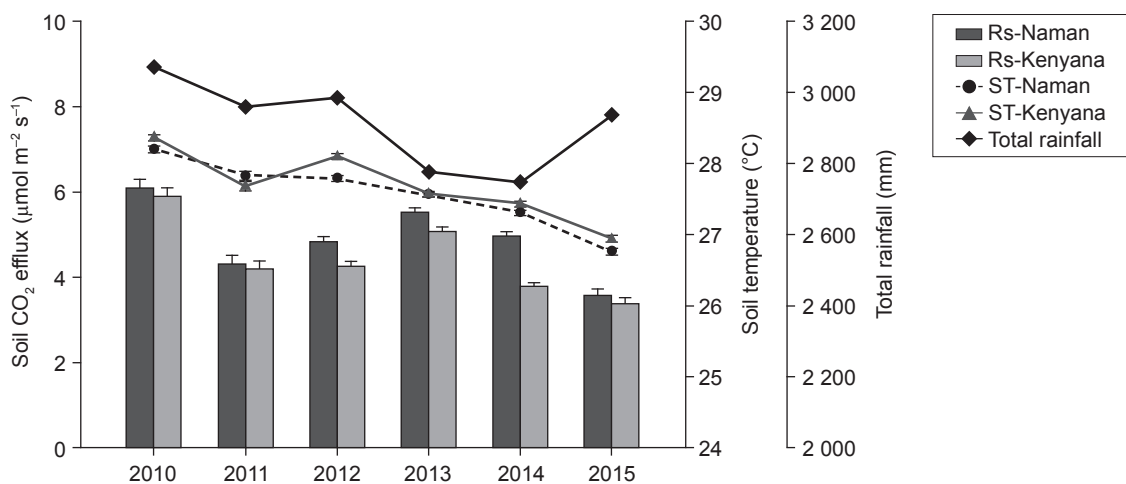 Soil CO₂ efflux (μmol m⁻² s⁻¹)
10
8
6
4
2
0
2010 2011 2012 2013 2014 2015
30
29
28
27
26
25
24
Soil temperature (°C)
3 200
3 000
2 800
2 600
2 400
2 200
2 000
Total rainfall (mm)
Rs-Naman
Rs-Kenyana
ST-Naman
ST-Kenyana
Total rainfall